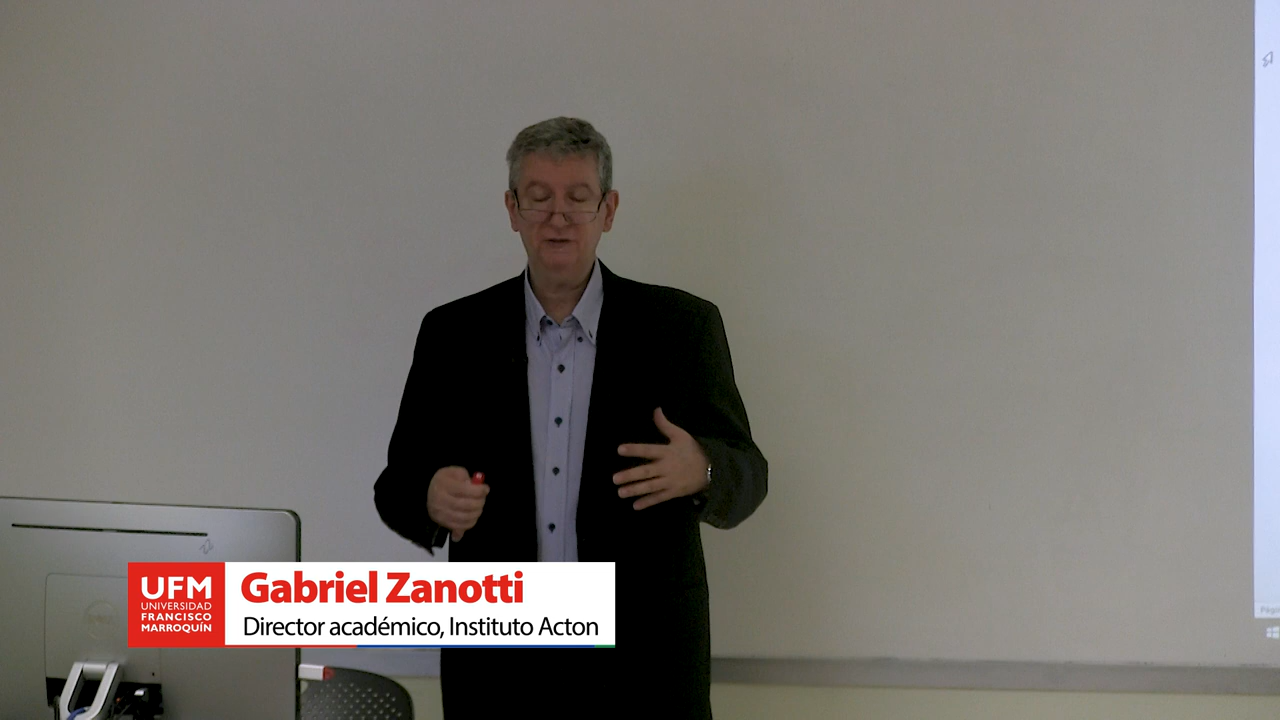 UFM
UNIVERSIDAD
FRANCISCO
MARROQUÍN
Gabriel Zanotti
Director académico, Instituto Acton